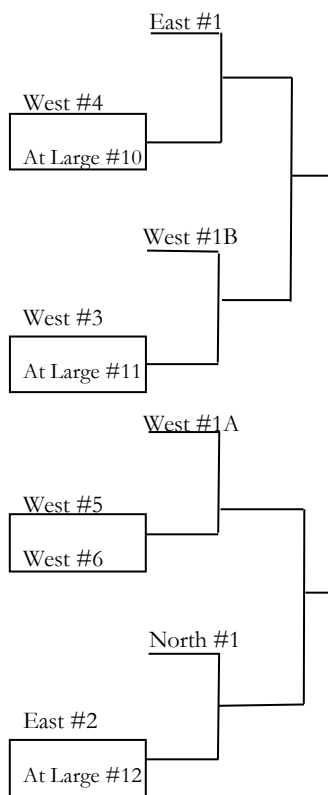 East #1
West #4
At Large #10
West #1B
West #3
At Large #11
West #1A
West #5
West #6
North #1
East #2
At Large #12